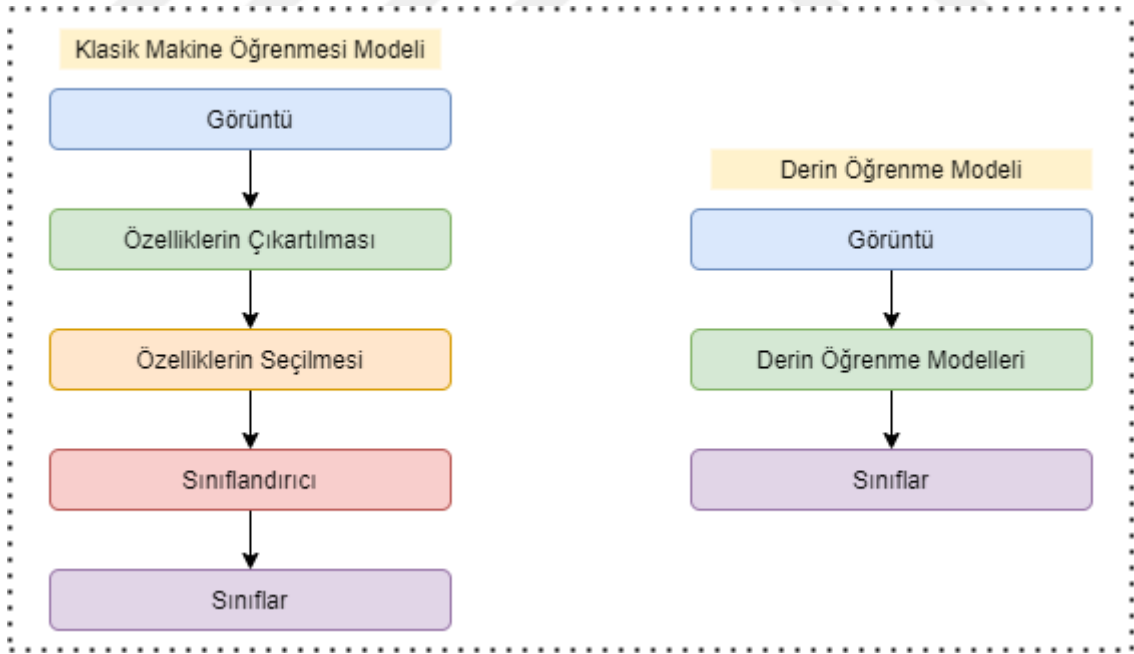 Klasik Makine Öğrenmesi Modeli
Görüntü
Özelliklerin Çıkartılması
Özelliklerin Seçilmesi
Sınıflandırıcı
Sınıflar
Derin Öğrenme Modeli
Görüntü
Derin Öğrenme Modelleri
Sınıflar